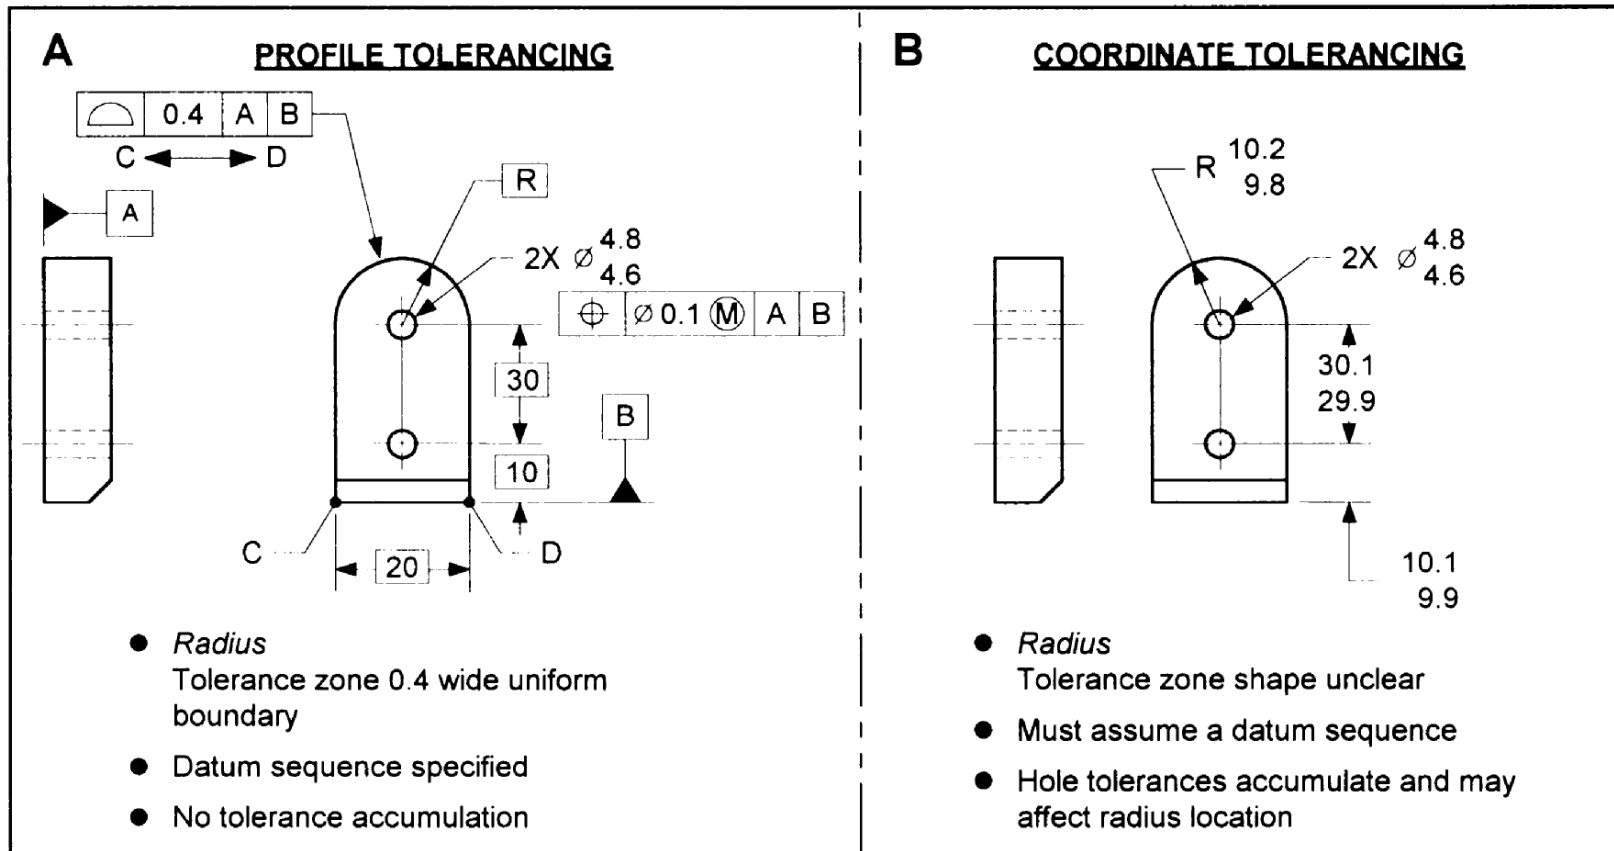 A PROFILE TOLERANCING
⌓ 0.4 A B
C D
A
R
2X ∅ 4.8
4.6
⌖ ∅ 0.1 Ⓜ A B
30
B
10
C D
20
● Radius
Tolerance zone 0.4 wide uniform
boundary
● Datum sequence specified
● No tolerance accumulation
B COORDINATE TOLERANCING
R 10.2
9.8
2X ∅ 4.8
4.6
30.1
29.9
10.1
9.9
● Radius
Tolerance zone shape unclear
● Must assume a datum sequence
● Hole tolerances accumulate and may
affect radius location